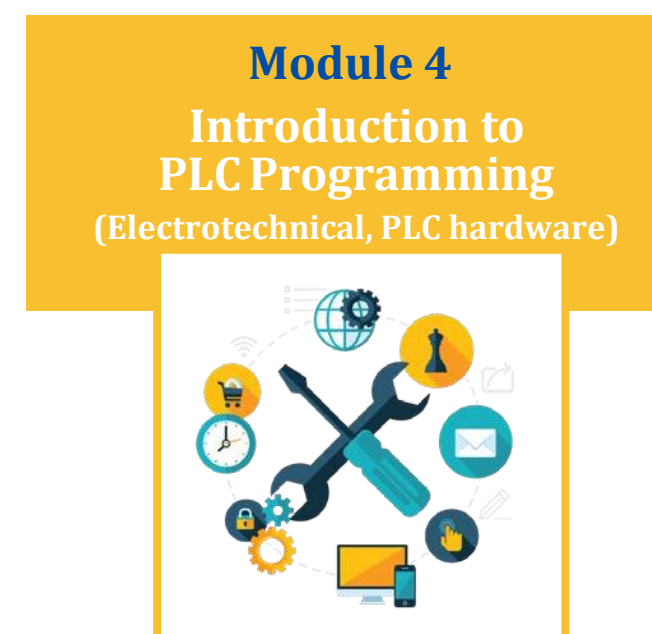 Module 4
Introduction to
PLC Programming
(Electrotechnical, PLC hardware)